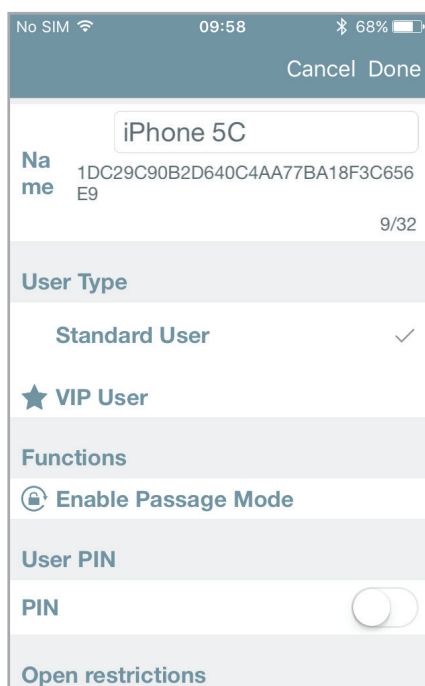 No SIM 09:58 68%
Cancel Done
iPhone 5C
Na
me
1DC29C90B2D640C4AA77BA18F3C656
E9
9/32
User Type
Standard User
VIP User
Functions
Enable Passage Mode
User PIN
PIN
Open restrictions